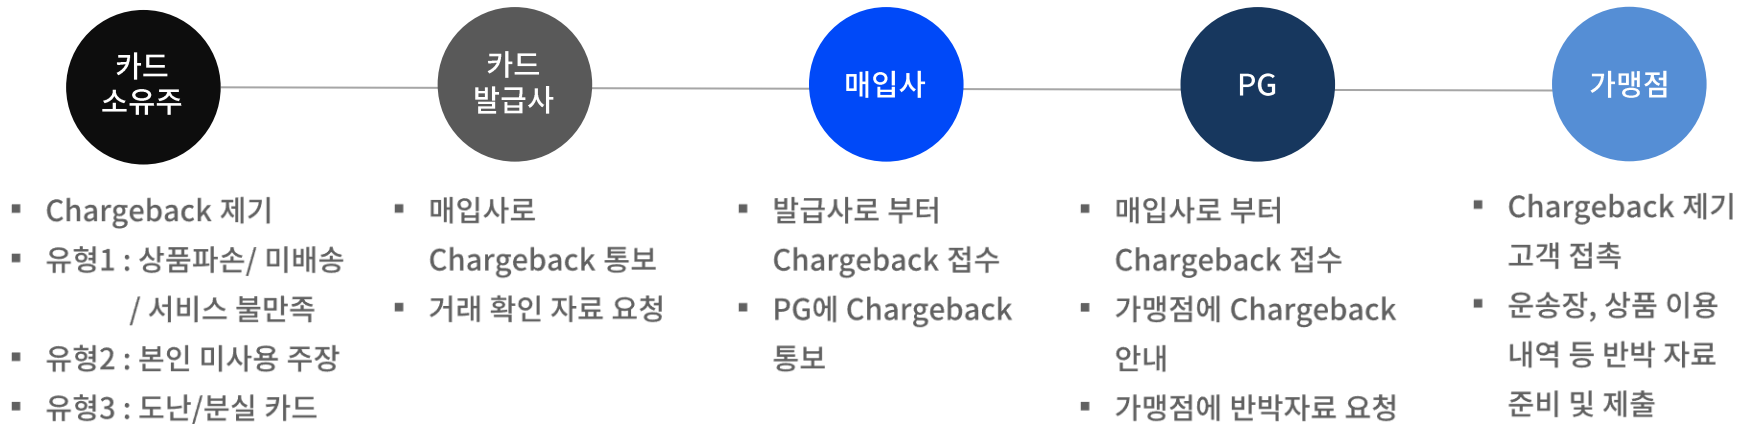 카드
소유주
카드
발급사
매입사
PG
가맹점
▪ Chargeback 제기
▪ 유형1 : 상품파손/ 미배송
/ 서비스 불만족
▪ 유형2 : 본인 미사용 주장
▪ 유형3 : 도난/분실 카드
▪ 매입사로
Chargeback 통보
▪ 거래 확인 자료 요청
▪ 발급사로 부터
Chargeback 접수
▪ PG에 Chargeback
통보
▪ 매입사로 부터
Chargeback 접수
▪ 가맹점에 Chargeback
안내
▪ 가맹점에 반박자료 요청
▪ Chargeback 제기
고객 접촉
▪ 운송장, 상품 이용
내역 등 반박 자료
준비 및 제출